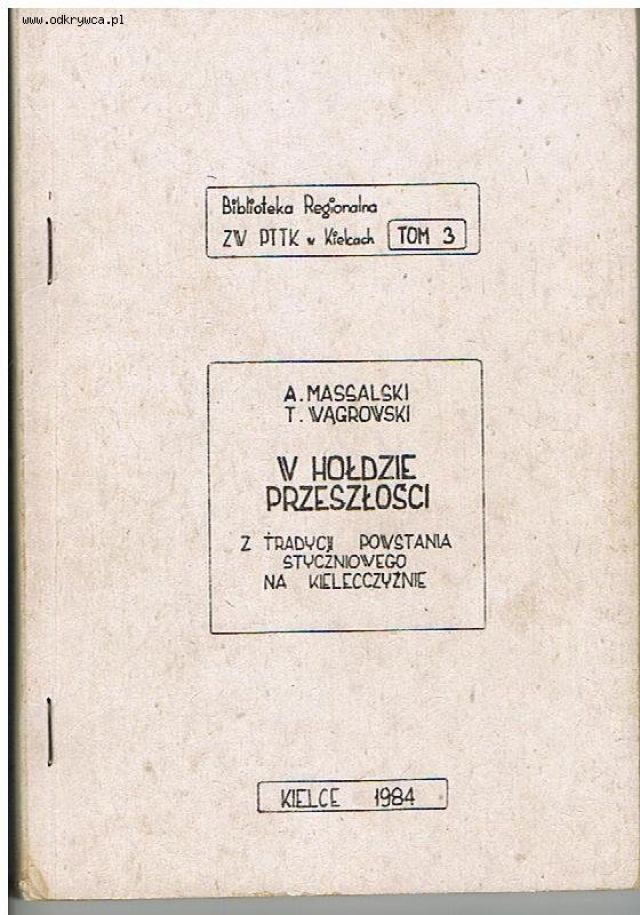 www.odkrywca.pl
Biblioteka Regionalna
ZW PTTK w Kielcach TOM 3
A. MASSALSKI
T. WĄGROWSKI
W HOŁDZIE
PRZESZŁOŚCI
Z TRADYCJI POWSTANIA
STYCZNIOWEGO
NA KIELECCZYŹNIE
KIELCE 1984